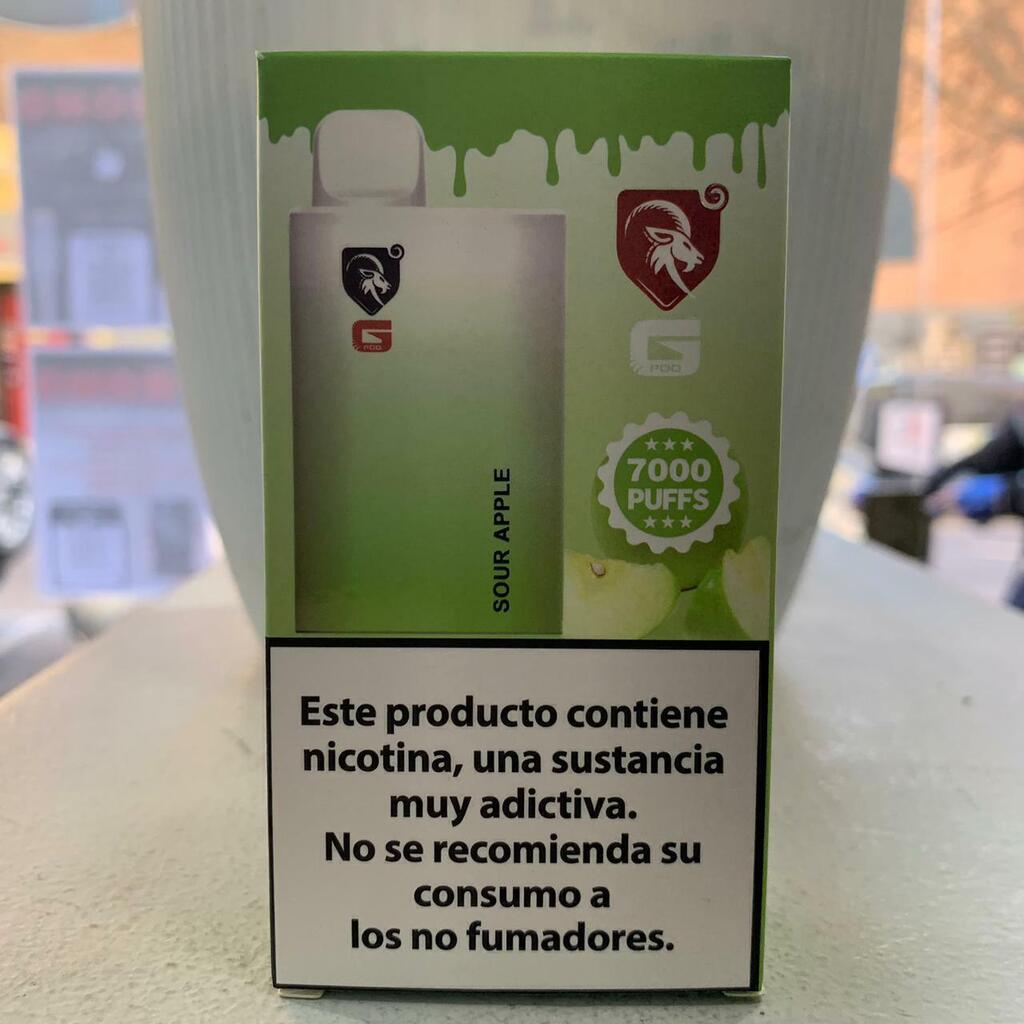 G
POD
G
POD
7000
PUFFS
SOUR APPLE
Este producto contiene
nicotina, una sustancia
muy adictiva.
No se recomienda su
consumo a
los no fumadores.